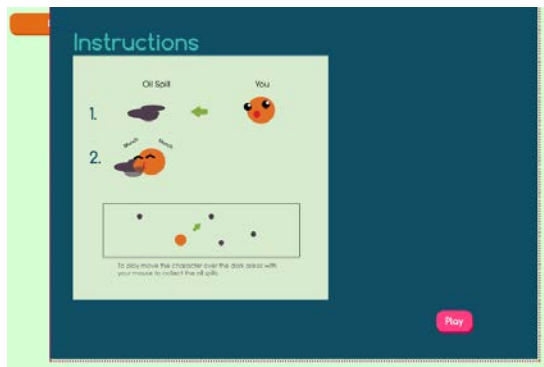 Instructions
Oil Spill You
1.
2.
Munch Munch
To play move the character over the dark areas with
your mouse to collect the oil spills.
Play